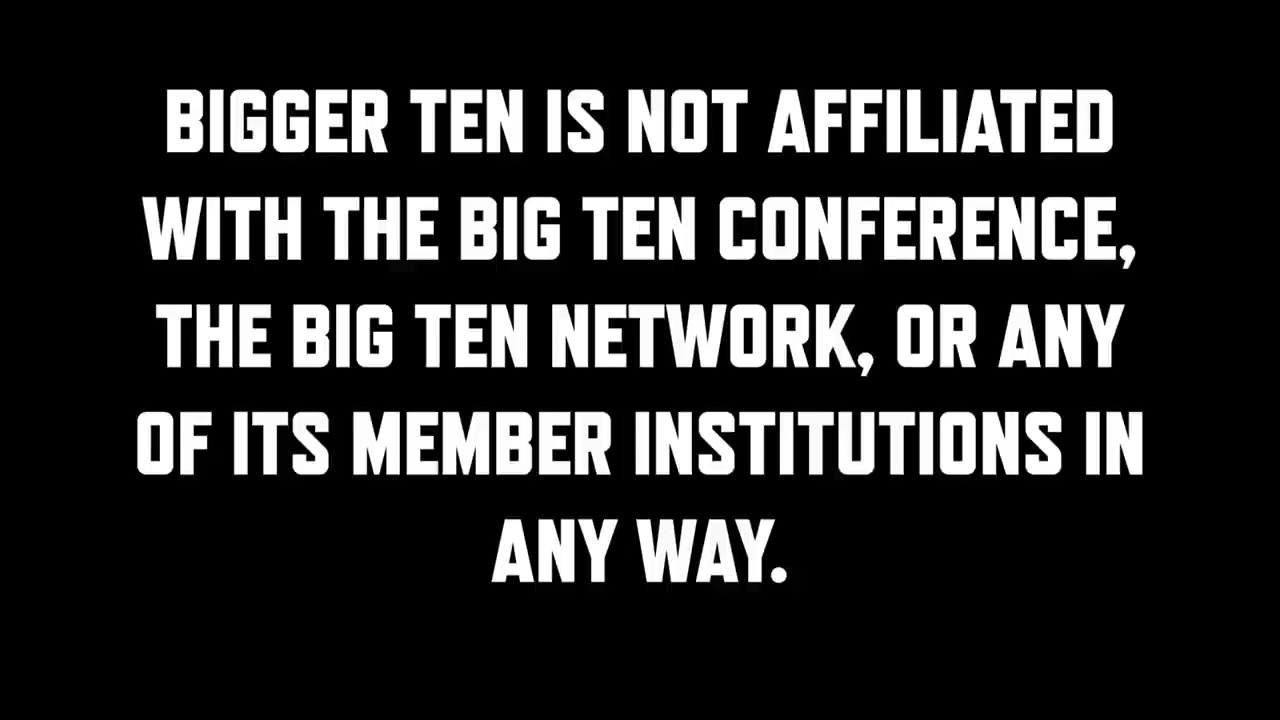 BIGGER TEN IS NOT AFFILIATED
WITH THE BIG TEN CONFERENCE,
THE BIG TEN NETWORK, OR ANY
OF ITS MEMBER INSTITUTIONS IN
ANY WAY.